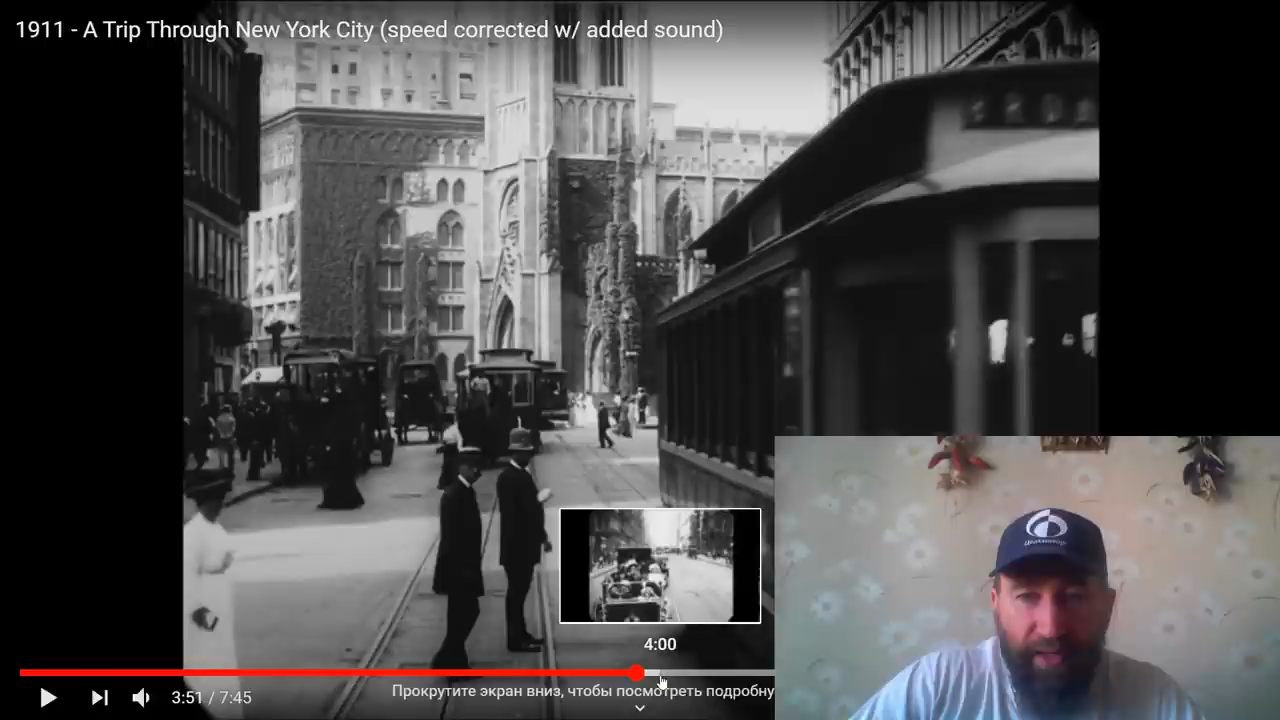 1911 - A Trip Through New York City (speed corrected w/ added sound)
4:00
3:51 / 7:45
Прокрутите экран вниз, чтобы посмотреть подробну